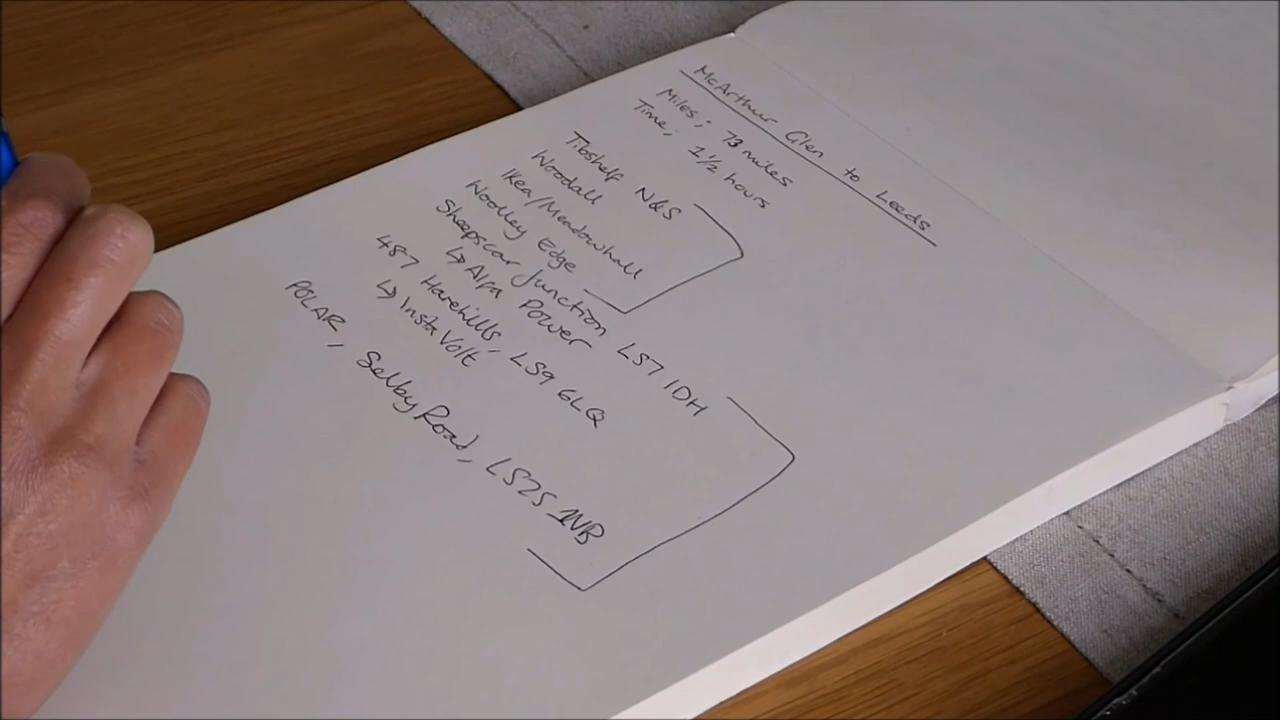 McArthur Glen to Leeds
Miles; 73 miles
Time; 1½ hours
Tibshelf N&S
Woodall
Ikea/Meadowhall
Woolley Edge
Sheepscar Junction LS7 1DH
↳ Alfa Power
487 Harehills, LS9 6LQ
↳ InstaVolt
POLAR, Selby Road, LS25 1NB